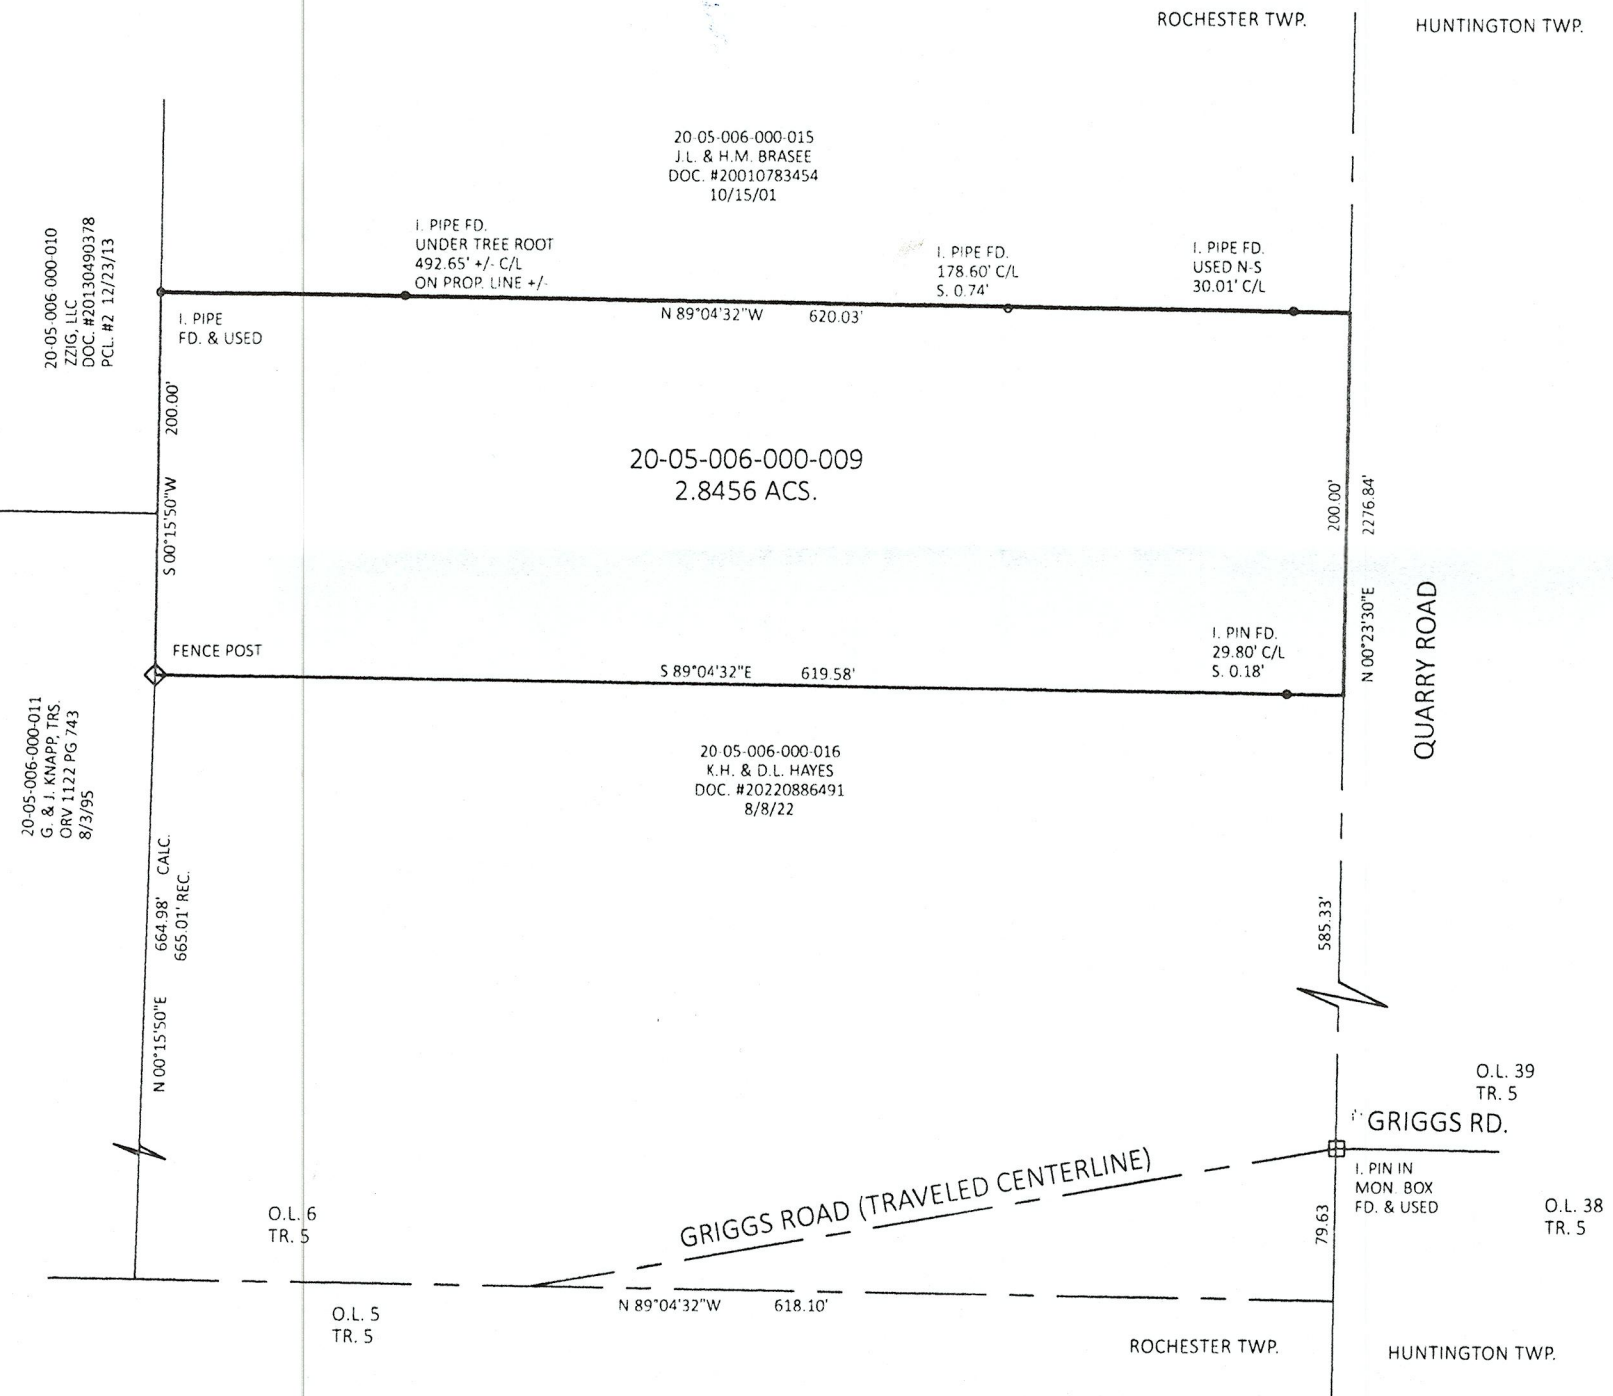 ROCHESTER TWP.
HUNTINGTON TWP.
20-05-006-000-015
J.L. & H.M. BRASEE
DOC. #20010783454
10/15/01
20-05-006-000-010
ZZIG, LLC
DOC. #20130490378
PCL. #2 12/23/13
I. PIPE FD.
UNDER TREE ROOT
492.65' +/- C/L
ON PROP. LINE +/-
I. PIPE FD.
178.60' C/L
S. 0.74'
I. PIPE FD.
USED N-S
30.01' C/L
N 89°04'32"W 620.03'
I. PIPE
FD. & USED
S 00°15'50"W 200.00'
20-05-006-000-009
2.8456 ACS.
200.00'
N 00°23'30"E 2276.84'
QUARRY ROAD
FENCE POST
S 89°04'32"E 619.58'
I. PIN FD.
29.80' C/L
S. 0.18'
20-05-006-000-011
G. & J. KNAPP, TRS.
ORV 1122 PG 743
8/3/95
20-05-006-000-016
K.H. & D.L. HAYES
DOC. #20220886491
8/8/22
N 00°15'50"E 664.98' CALC.
665.01' REC.
585.33'
O.L. 39
TR. 5
GRIGGS RD.
GRIGGS ROAD (TRAVELED CENTERLINE)
I. PIN IN
MON. BOX
FD. & USED
79.63
O.L. 38
TR. 5
O.L. 6
TR. 5
N 89°04'32"W 618.10'
O.L. 5
TR. 5
ROCHESTER TWP.
HUNTINGTON TWP.